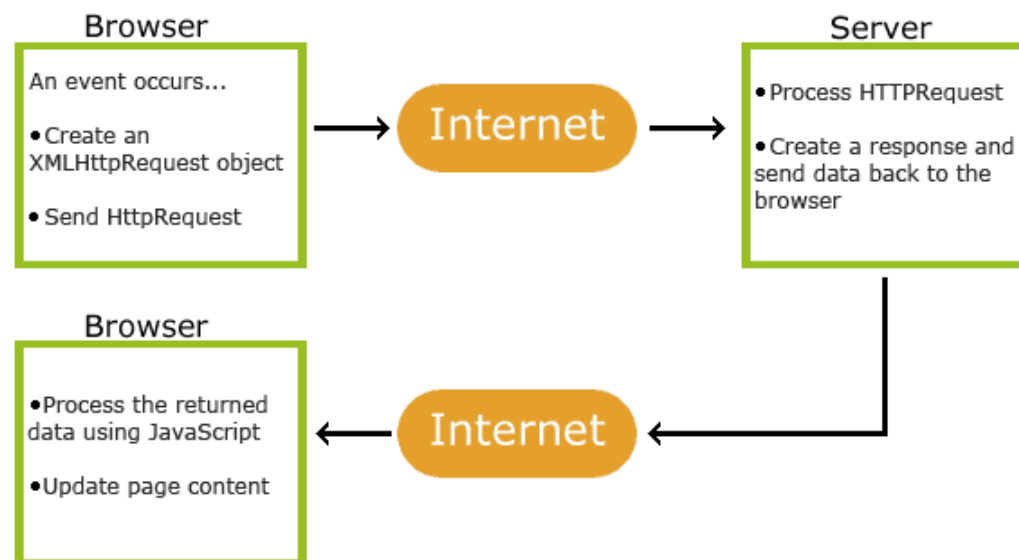 Browser
An event occurs...
•Create an
XMLHttpRequest object
•Send HttpRequest
Internet
Server
•Process HTTPRequest
•Create a response and
send data back to the
browser
Browser
•Process the returned
data using JavaScript
•Update page content
Internet